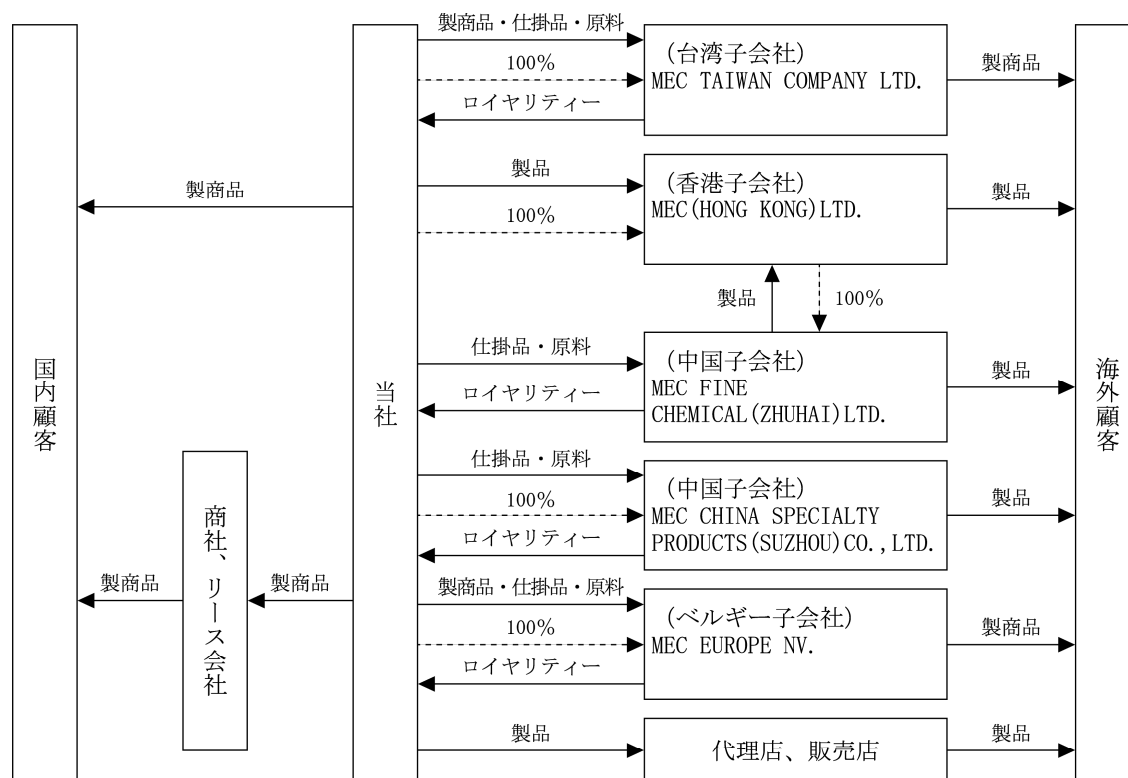 製商品・仕掛品・原料
100%
ロイヤリティー
(台湾子会社)
MEC TAIWAN COMPANY LTD.
製商品
製品
100%
(香港子会社)
MEC(HONG KONG)LTD.
製品
製商品
製品
100%
仕掛品・原料
ロイヤリティー
(中国子会社)
MEC FINE
CHEMICAL(ZHUHAI)LTD.
製品
国内顧客
当社
海外顧客
仕掛品・原料
100%
ロイヤリティー
(中国子会社)
MEC CHINA SPECIALTY
PRODUCTS(SUZHOU)CO.,LTD.
製品
商社、リース会社
製商品
製商品
製商品・仕掛品・原料
100%
ロイヤリティー
(ベルギー子会社)
MEC EUROPE NV.
製商品
製品
代理店、販売店
製品